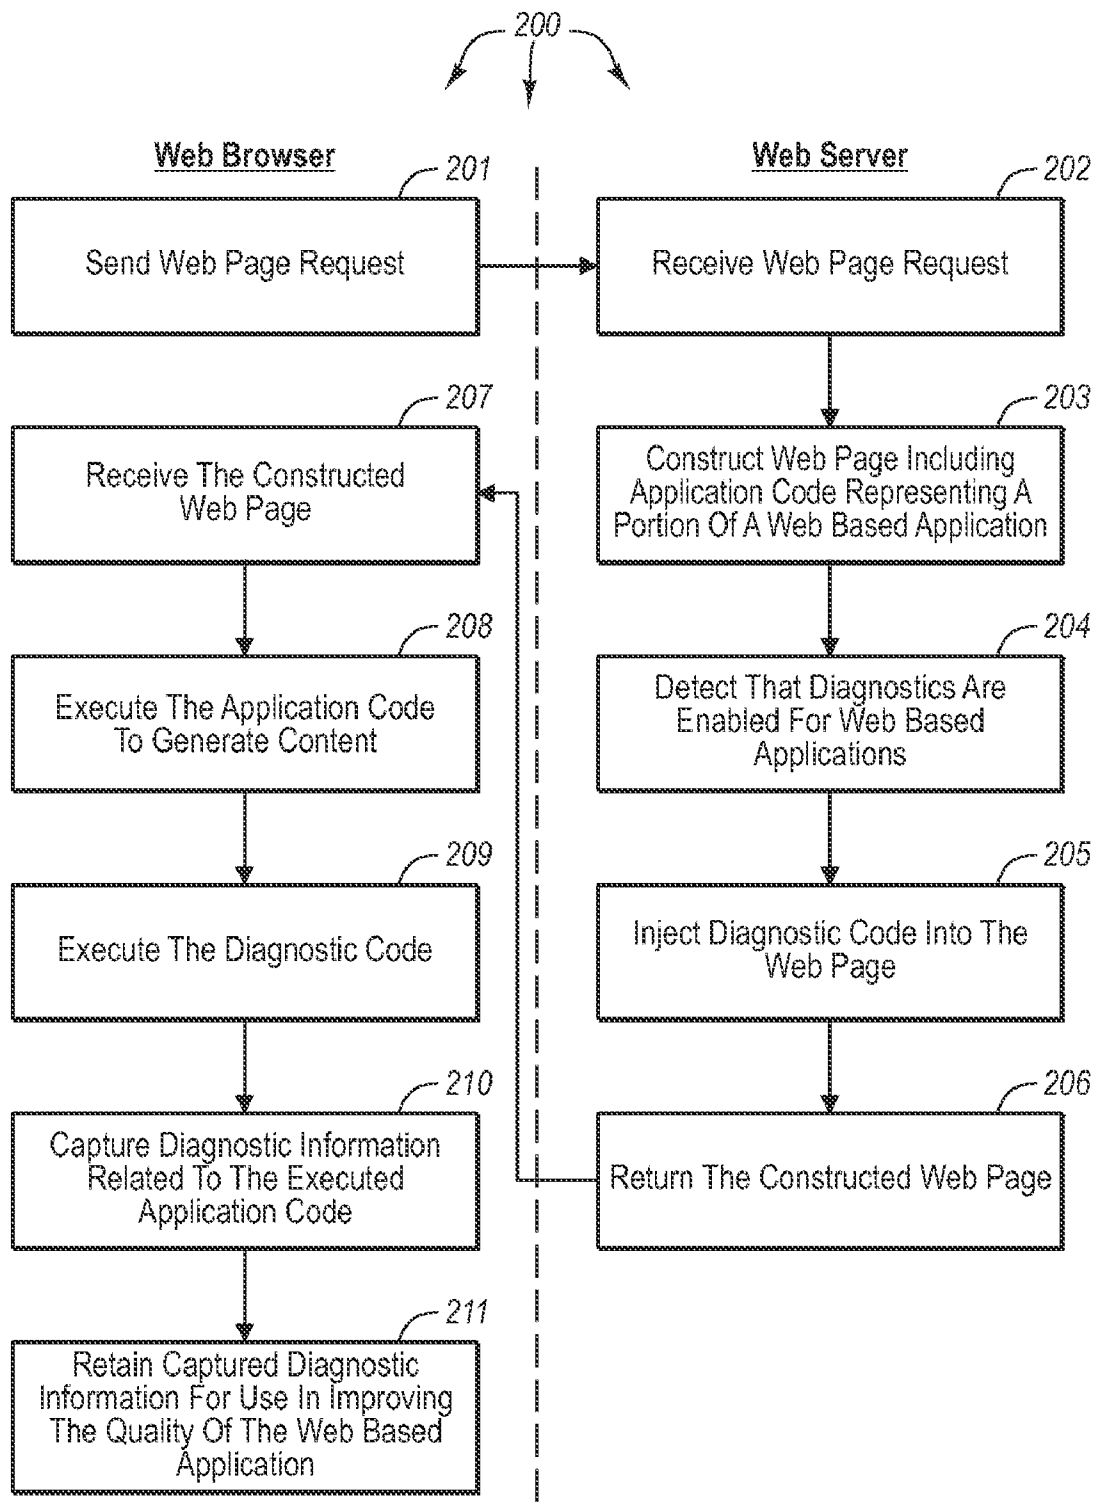 200
Web Browser
Web Server
201
Send Web Page Request
202
Receive Web Page Request
203
Construct Web Page Including
Application Code Representing A
Portion Of A Web Based Application
204
Detect That Diagnostics Are
Enabled For Web Based
Applications
205
Inject Diagnostic Code Into The
Web Page
206
Return The Constructed Web Page
207
Receive The Constructed
Web Page
208
Execute The Application Code
To Generate Content
209
Execute The Diagnostic Code
210
Capture Diagnostic Information
Related To The Executed
Application Code
211
Retain Captured Diagnostic
Information For Use In Improving
The Quality Of The Web Based
Application